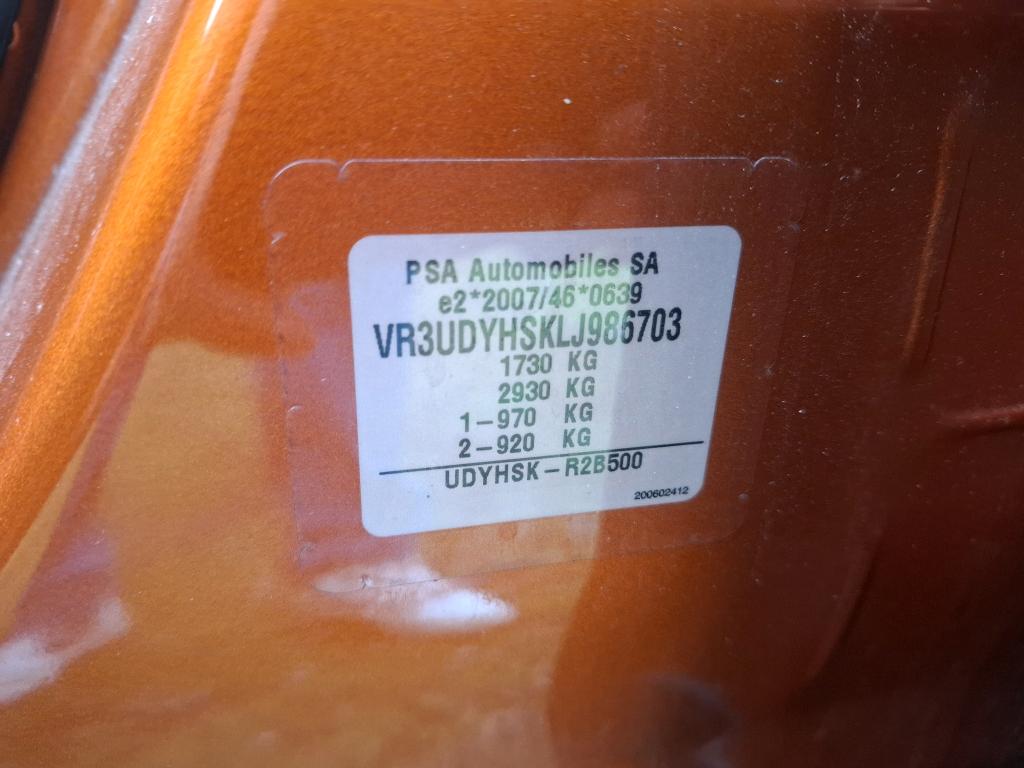 PSA Automobiles SA
e2*2007/46*0639
VR3UDYHSKLJ986703
1730 KG
2930 KG
1-970 KG
2-920 KG
UDYHSK-R2B500
200602412